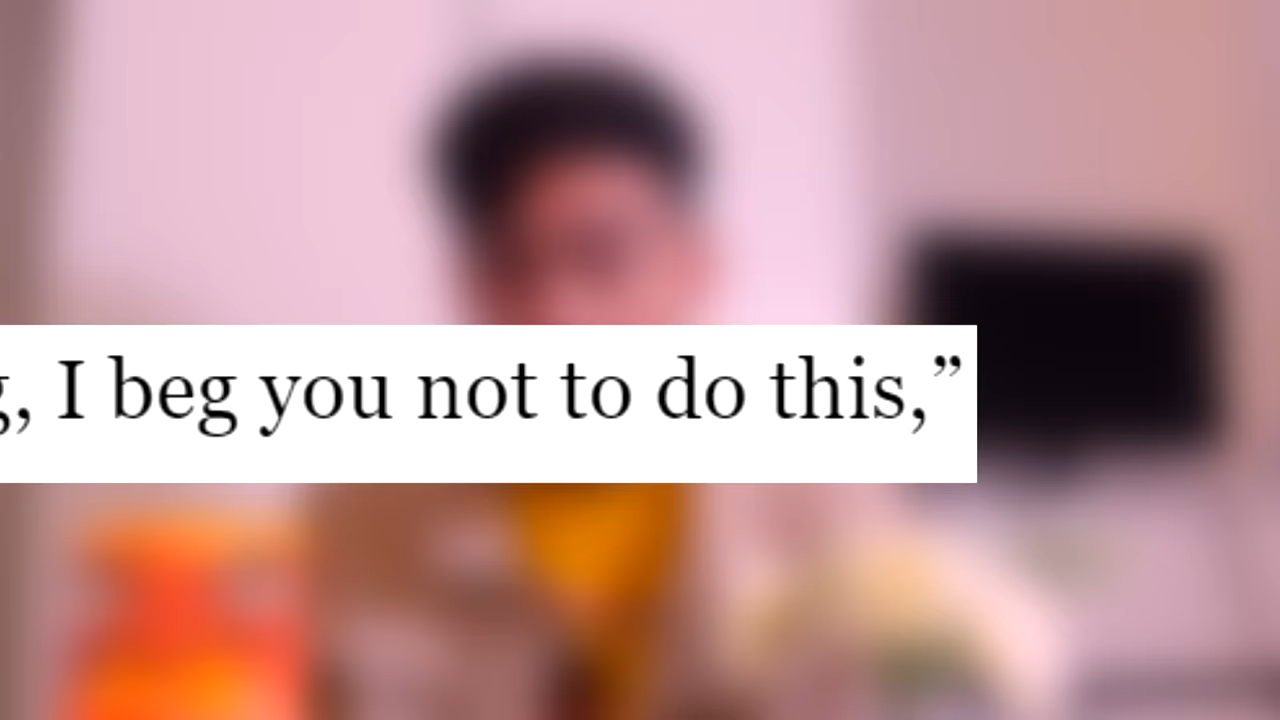 , I beg you not to do this,”